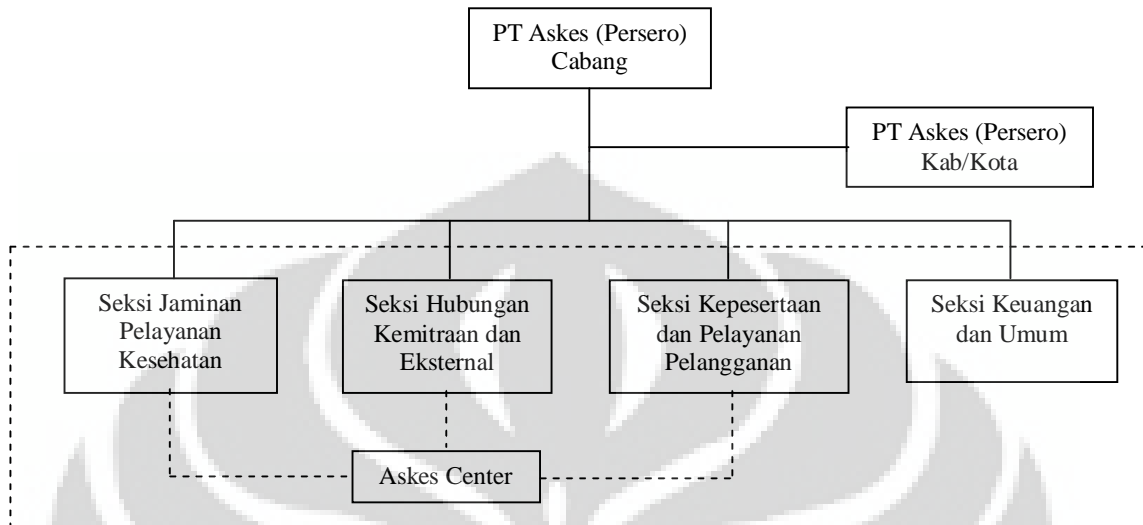 PT Askes (Persero)
Cabang
PT Askes (Persero)
Kab/Kota
Seksi Jaminan
Pelayanan
Kesehatan
Seksi Hubungan
Kemitraan dan
Eksternal
Seksi Kepesertaan
dan Pelayanan
Pelangganan
Seksi Keuangan
dan Umum
Askes Center